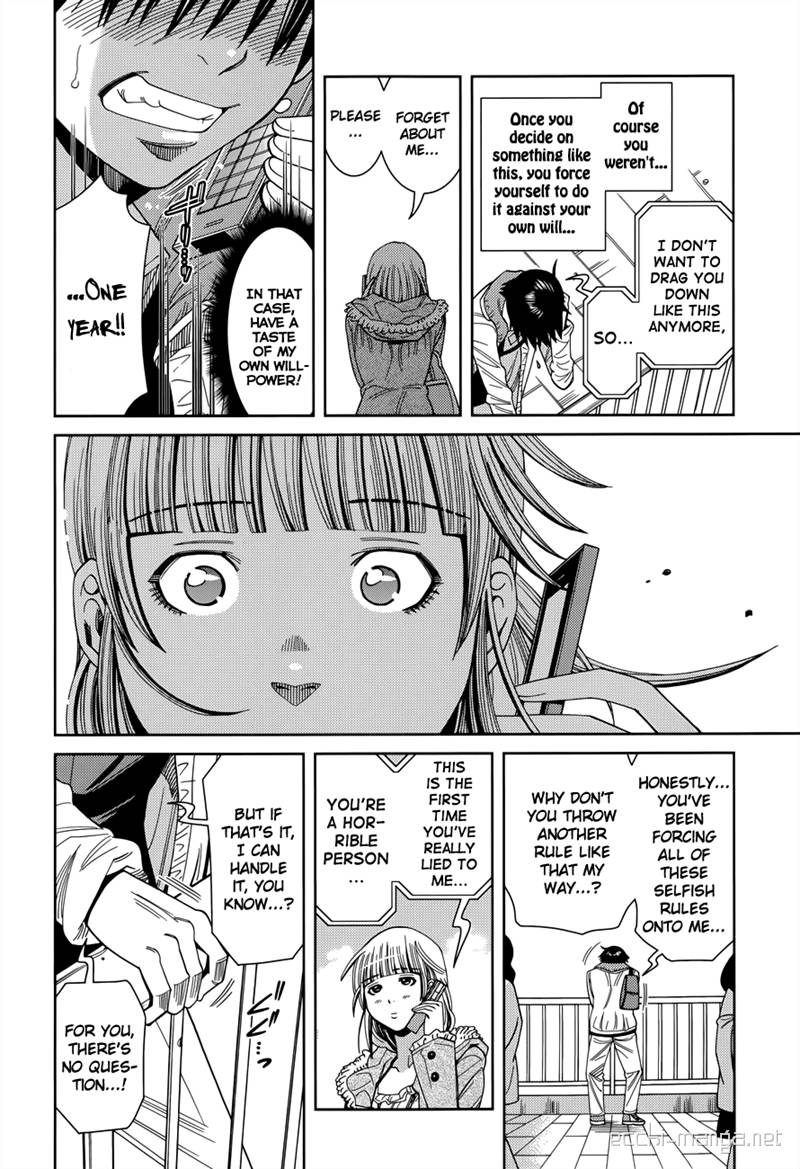 Of
course
you
weren't...
Once you
decide on
something like
this, you force
yourself to do
it against your
own will...
I DON'T
WANT TO
DRAG YOU
DOWN
LIKE THIS
ANYMORE,
SO...
FORGET
ABOUT
ME...
PLEASE
...
IN THAT
CASE,
HAVE A
TASTE
OF MY
OWN WILL-
POWER!
...ONE
YEAR!!
HONESTLY...
YOU'VE
BEEN
FORCING
ALL OF
THESE
SELFISH
RULES
ONTO ME...
WHY DON'T
YOU THROW
ANOTHER
RULE LIKE
THAT MY
WAY...?
THIS
IS THE
FIRST
TIME
YOU'VE
REALLY
LIED TO
ME...
YOU'RE
A HOR-
RIBLE
PERSON
...
BUT IF
THAT'S IT,
I CAN
HANDLE
IT, YOU
KNOW...?
FOR YOU,
THERE'S
NO QUES-
TION...!
ecchi-manga.net